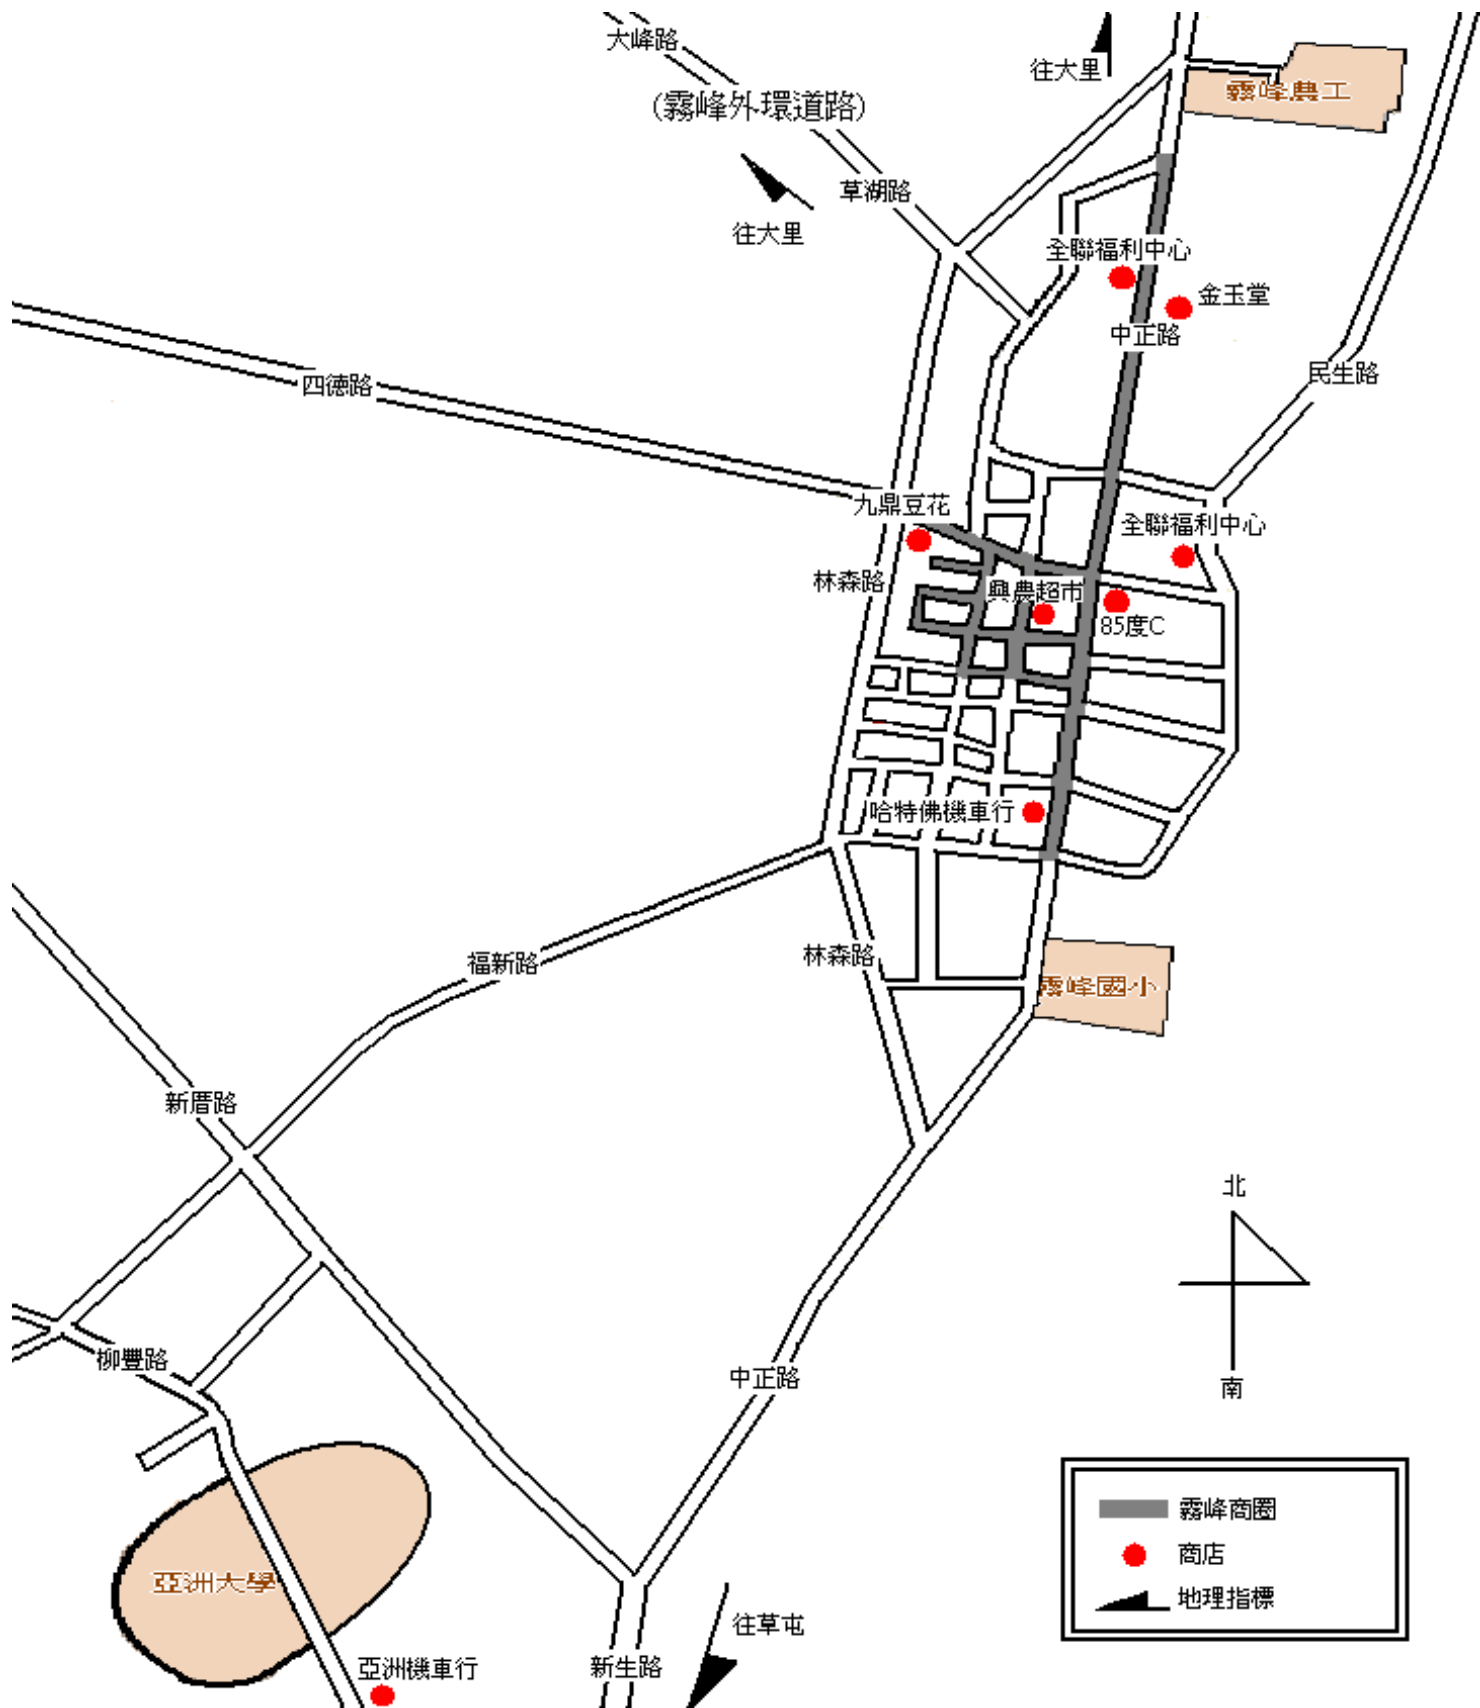 大峰路
往大里
霧峰農工
(霧峰外環道路)
草湖路
往大里
全聯福利中心
金玉堂
中正路
民生路
四德路
九鼎豆花
全聯福利中心
林森路
興農超市
85度C
哈特佛機車行
林森路
福新路
霧峰國小
新厝路
北
柳豐路
中正路
南
霧峰商圈
商店
亞洲大學
地理指標
往草屯
新生路
亞洲機車行